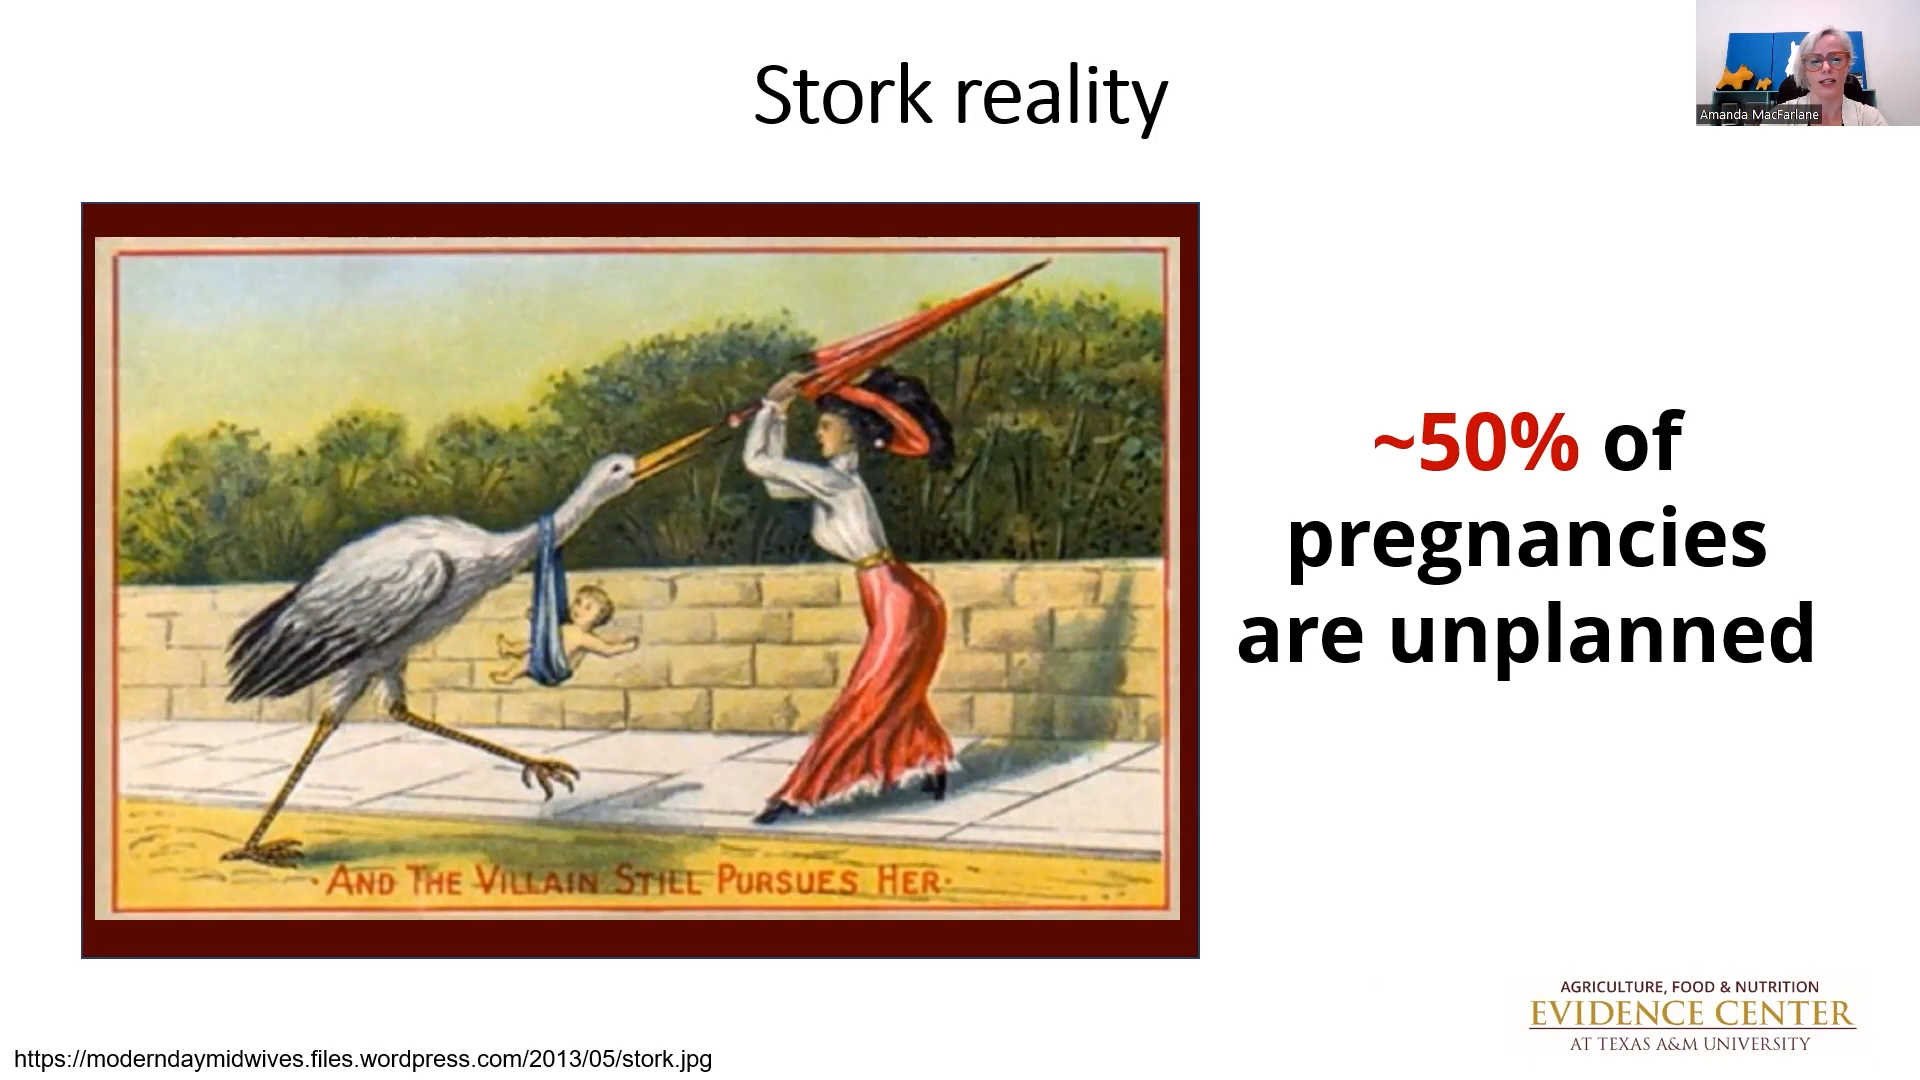 Stork reality
Amanda MacFarlane
~50% of
pregnancies
are unplanned
·AND THE VILLAIN STILL PURSUES HER·
AGRICULTURE, FOOD & NUTRITION
EVIDENCE CENTER
AT TEXAS A&M UNIVERSITY
https://moderndaymidwives.files.wordpress.com/2013/05/stork.jpg